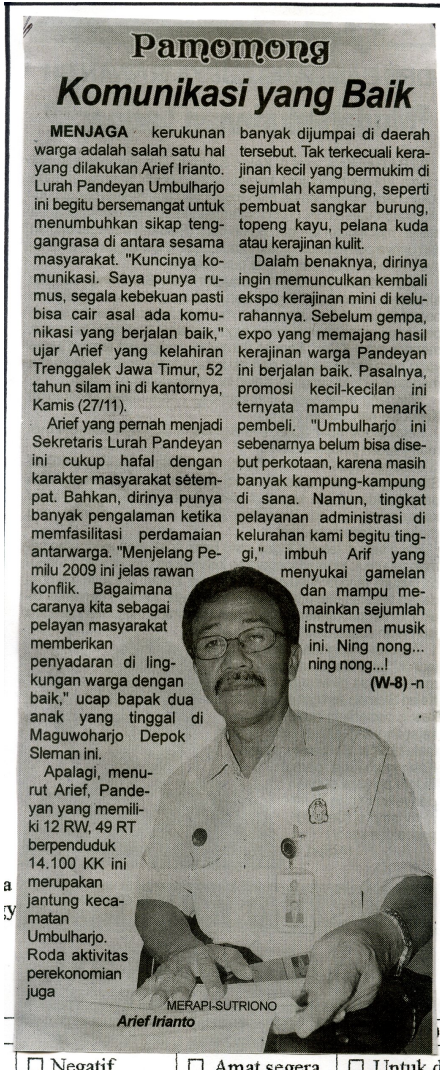 Pamomong
Komunikasi yang Baik
MENJAGA kerukunan
warga adalah salah satu hal
yang dilakukan Arief Irianto.
Lurah Pandeyan Umbulharjo
ini begitu bersemangat untuk
menumbuhkan sikap teng-
gangrasa di antara sesama
masyarakat. "Kuncinya ko-
munikasi. Saya punya ru-
mus, segala kebekuan pasti
bisa cair asal ada komu-
nikasi yang berjalan baik,"
ujar Arief yang kelahiran
Trenggalek Jawa Timur, 52
tahun silam ini di kantornya,
Kamis (27/11).
Arief yang pernah menjadi
Sekretaris Lurah Pandeyan
ini cukup hafal dengan
karakter masyarakat setem-
pat. Bahkan, dirinya punya
banyak pengalaman ketika
memfasilitasi perdamaian
antarwarga. "Menjelang Pe-
milu 2009 ini jelas rawan
konflik. Bagaimana
caranya kita sebagai
pelayan masyarakat
memberikan
penyadaran di ling-
kungan warga dengan
baik," ucap bapak dua
anak yang tinggal di
Maguwoharjo Depok
Sleman ini.
Apalagi, menu-
rut Arief, Pande-
yan yang memili-
ki 12 RW, 49 RT
berpenduduk
14.100 KK ini
merupakan
jantung keca-
matan
Umbulharjo.
Roda aktivitas
perekonomian
juga
banyak dijumpai di daerah
tersebut. Tak terkecuali kera-
jinan kecil yang bermukim di
sejumlah kampung, seperti
pembuat sangkar burung,
topeng kayu, pelana kuda
atau kerajinan kulit.
Dalam benaknya, dirinya
ingin memunculkan kembali
ekspo kerajinan mini di kelu-
rahannya. Sebelum gempa,
expo yang memajang hasil
kerajinan warga Pandeyan
ini berjalan baik. Pasalnya,
promosi kecil-kecilan ini
ternyata mampu menarik
pembeli. "Umbulharjo ini
sebenarnya belum bisa dise-
but perkotaan, karena masih
banyak kampung-kampung
di sana. Namun, tingkat
pelayanan administrasi di
kelurahan kami begitu ting-
gi," imbuh Arif yang
menyukai gamelan
dan mampu me-
mainkan sejumlah
instrumen musik
ini. Ning nong...
ning nong...!
(W-8) -n
MERAPI-SUTRIONO
Arief Irianto
Negatif
Amat segera
Untuk